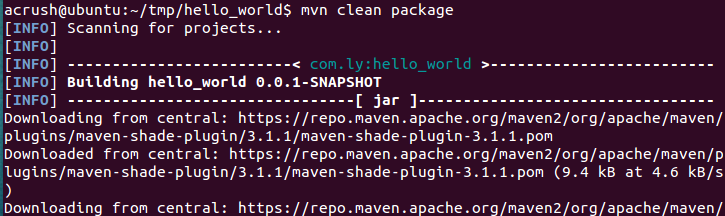 acrush@ubuntu:~/tmp/hello_world$ mvn clean package
[INFO] Scanning for projects...
[INFO]
[INFO] -------------------------< com.ly:hello_world >-------------------------
[INFO] Building hello_world 0.0.1-SNAPSHOT
[INFO] --------------------------------[ jar ]---------------------------------
Downloading from central: https://repo.maven.apache.org/maven2/org/apache/maven/
plugins/maven-shade-plugin/3.1.1/maven-shade-plugin-3.1.1.pom
Downloaded from central: https://repo.maven.apache.org/maven2/org/apache/maven/p
lugins/maven-shade-plugin/3.1.1/maven-shade-plugin-3.1.1.pom (9.4 kB at 4.6 kB/s
)
Downloading from central: https://repo.maven.apache.org/maven2/org/apache/maven/